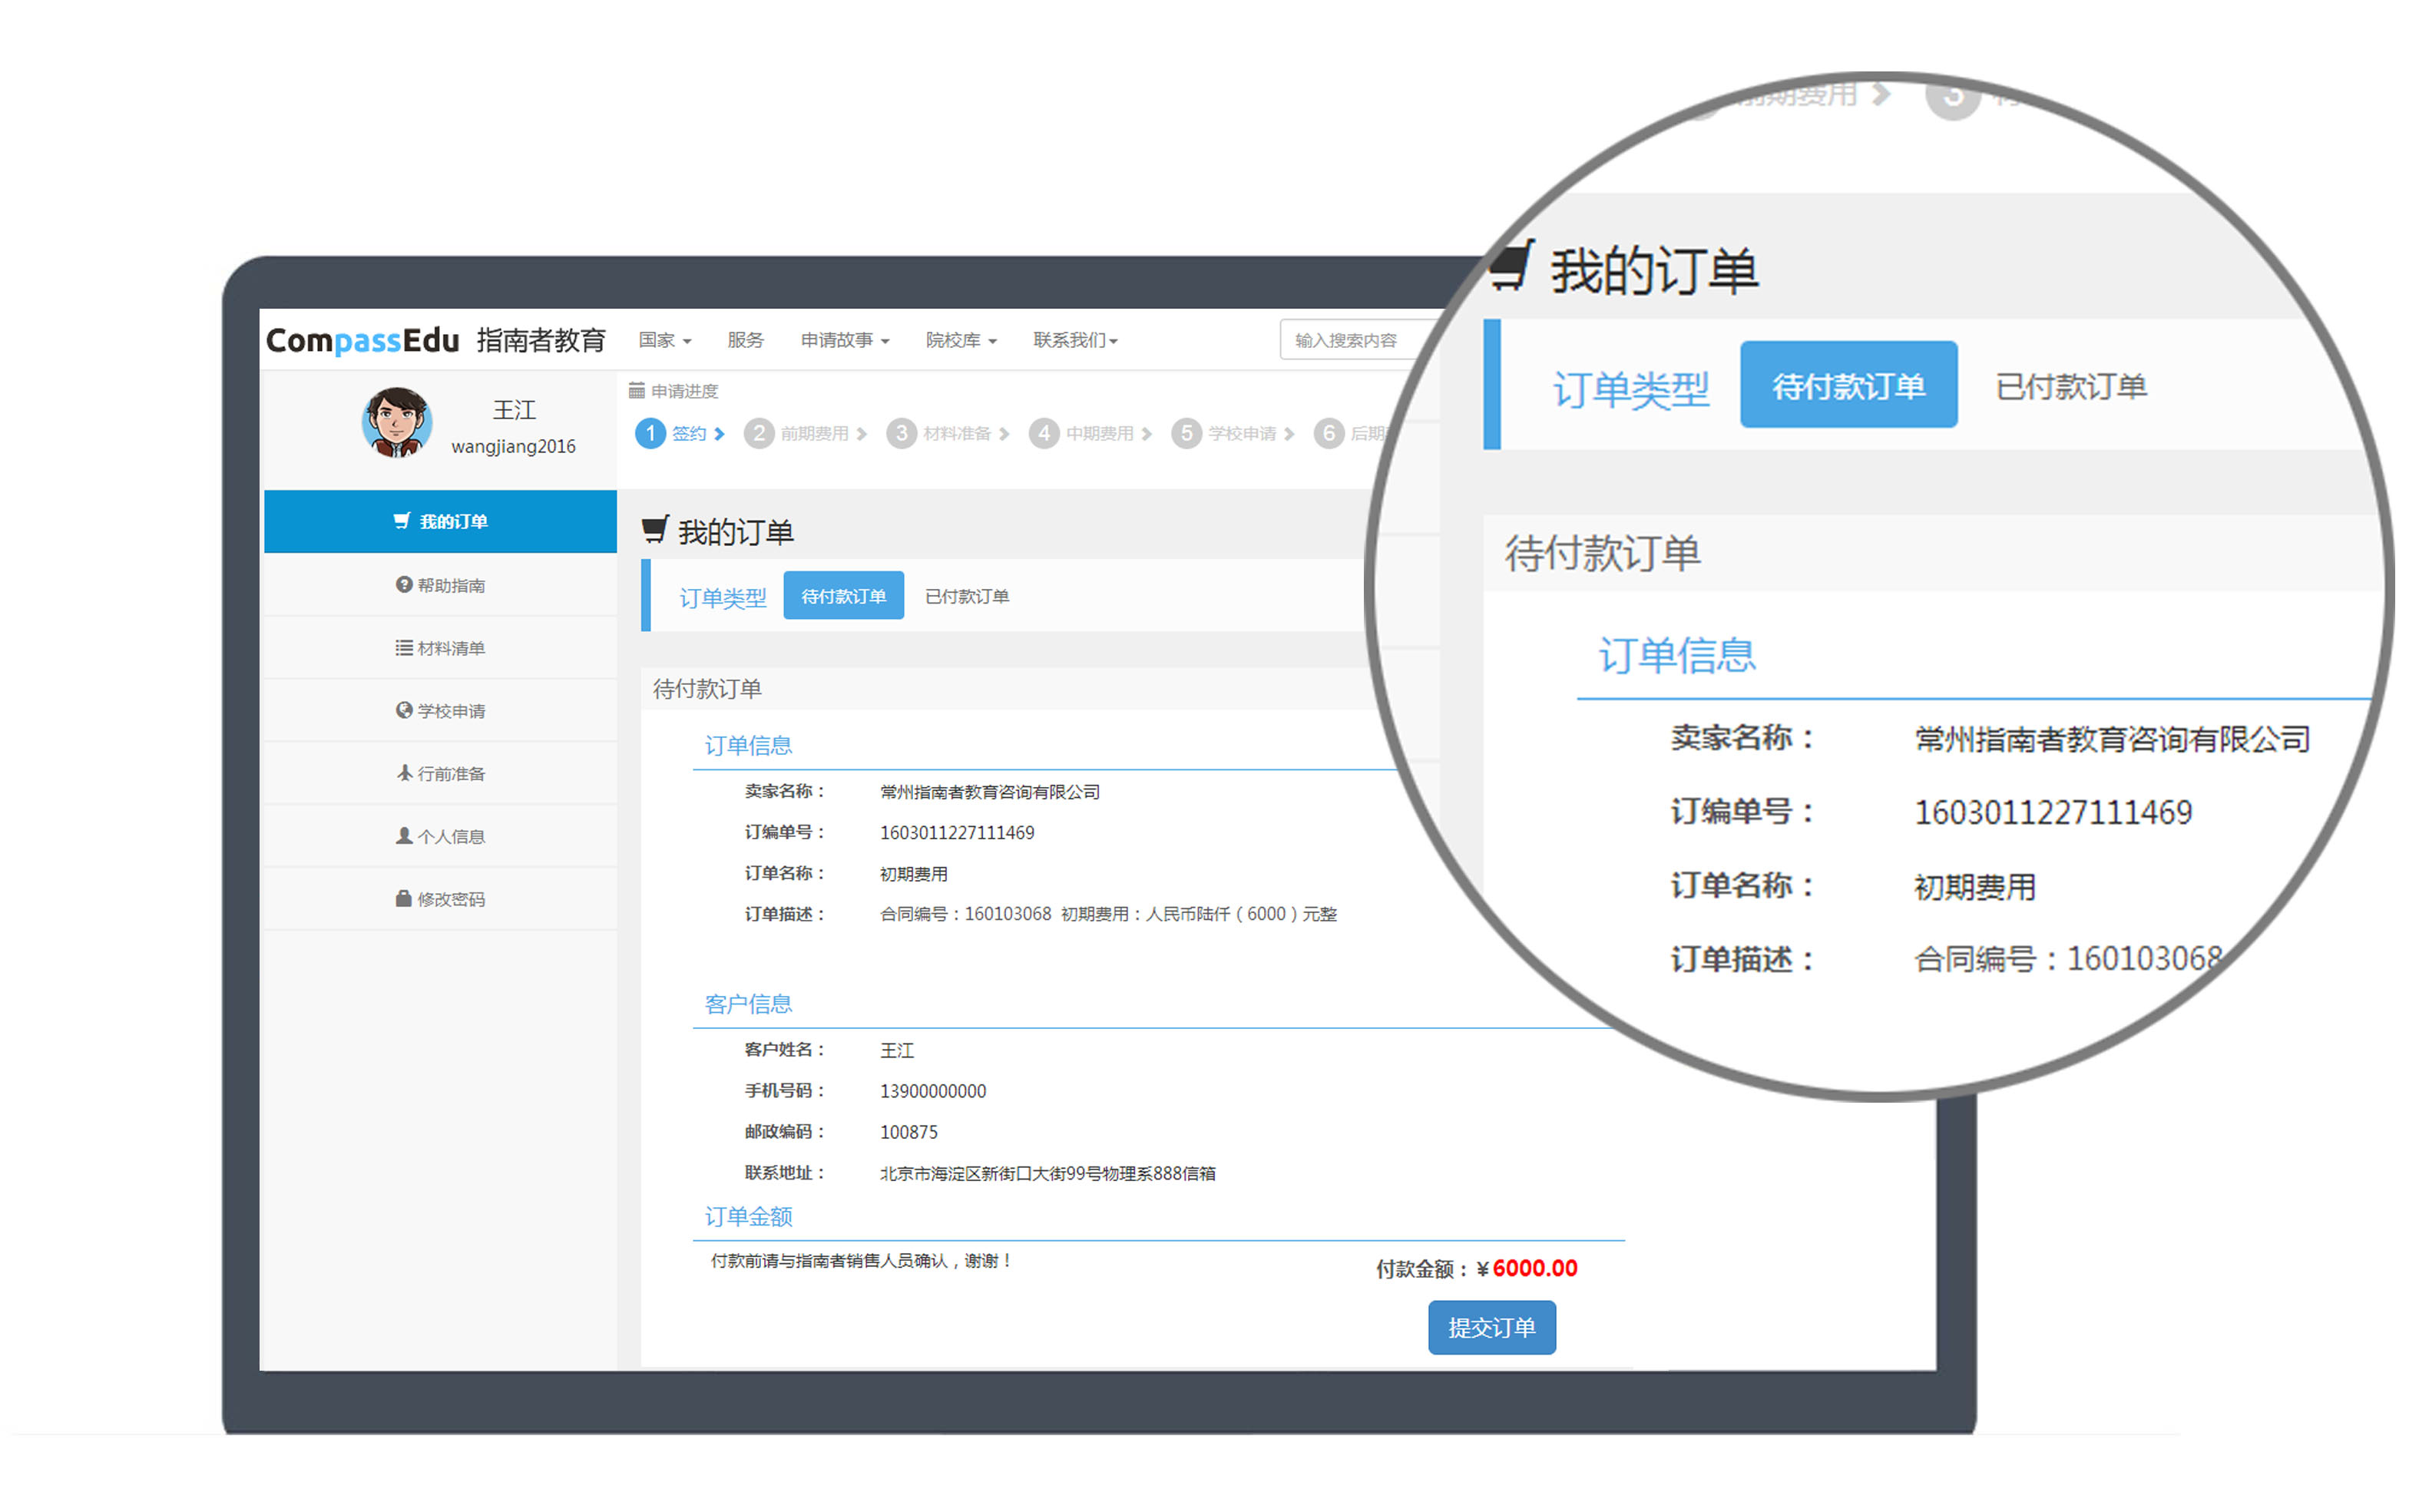 CompassEdu 指南者教育 国家 服务 申请故事 院校库 联系我们 输入搜索内容
王江
wangjiang2016
申请进度
1 签约 2 前期费用 3 材料准备 4 中期费用 5 学校申请 6 后期
我的订单
帮助指南
材料清单
学校申请
行前准备
个人信息
修改密码
我的订单
订单类型 待付款订单 已付款订单
待付款订单
订单信息
卖家名称： 常州指南者教育咨询有限公司
订编单号： 1603011227111469
订单名称： 初期费用
订单描述： 合同编号：160103068 初期费用：人民币陆仟（6000）元整
客户信息
客户姓名： 王江
手机号码： 13900000000
邮政编码： 100875
联系地址： 北京市海淀区新街口大街99号物理系888信箱
订单金额
付款前请与指南者销售人员确认，谢谢！
付款金额：¥6000.00
提交订单
前期费用 3
我的订单
订单类型 待付款订单 已付款订单
待付款订单
订单信息
卖家名称： 常州指南者教育咨询有限公司
订编单号： 1603011227111469
订单名称： 初期费用
订单描述： 合同编号：160103068